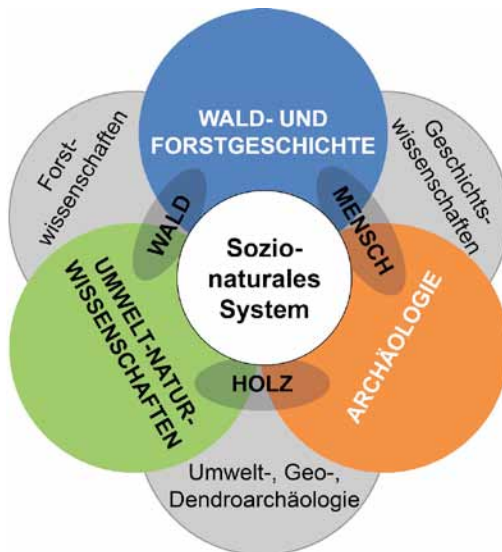 WALD- UND
FORSTGESCHICHTE
Forst-
wissenschaften
Geschichts-
wissenschaften
WALD
MENSCH
Sozio-
naturales
System
UMWELT-NATUR-
WISSENSCHAFTEN
ARCHÄOLOGIE
HOLZ
Umwelt-, Geo-,
Dendroarchäologie